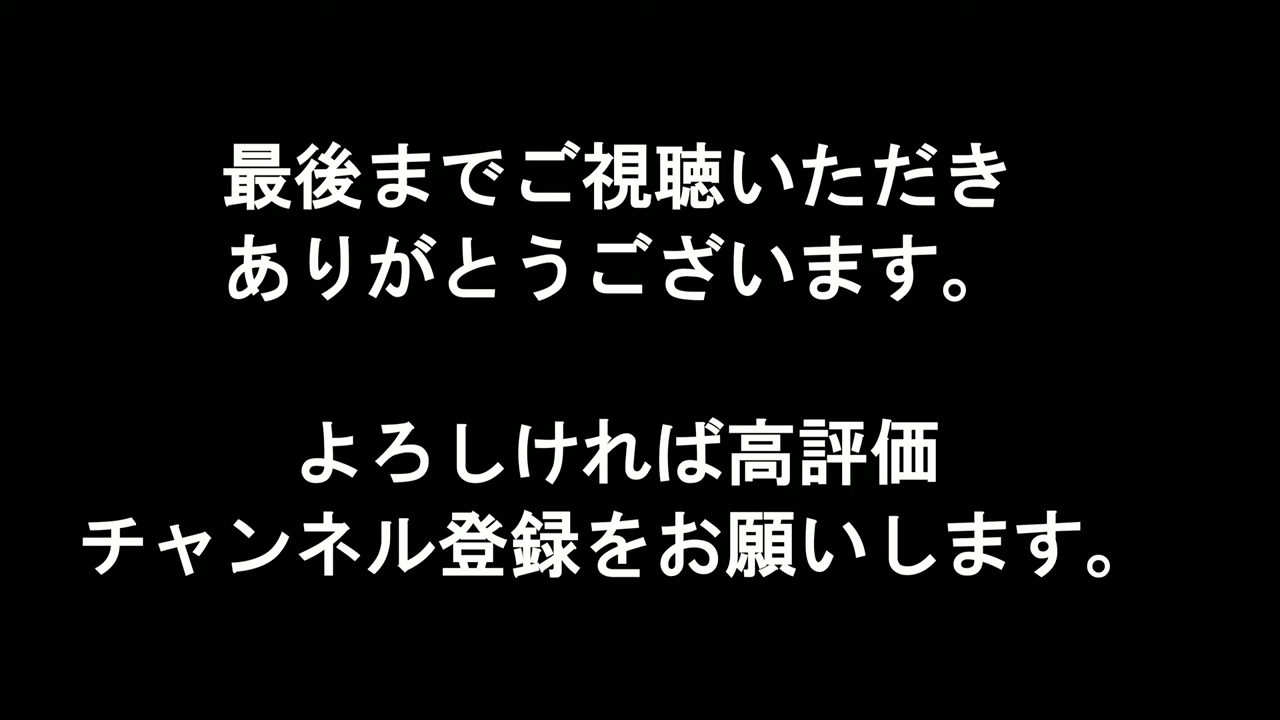 最後までご視聴いただき
ありがとうございます。
よろしければ高評価
チャンネル登録をお願いします。